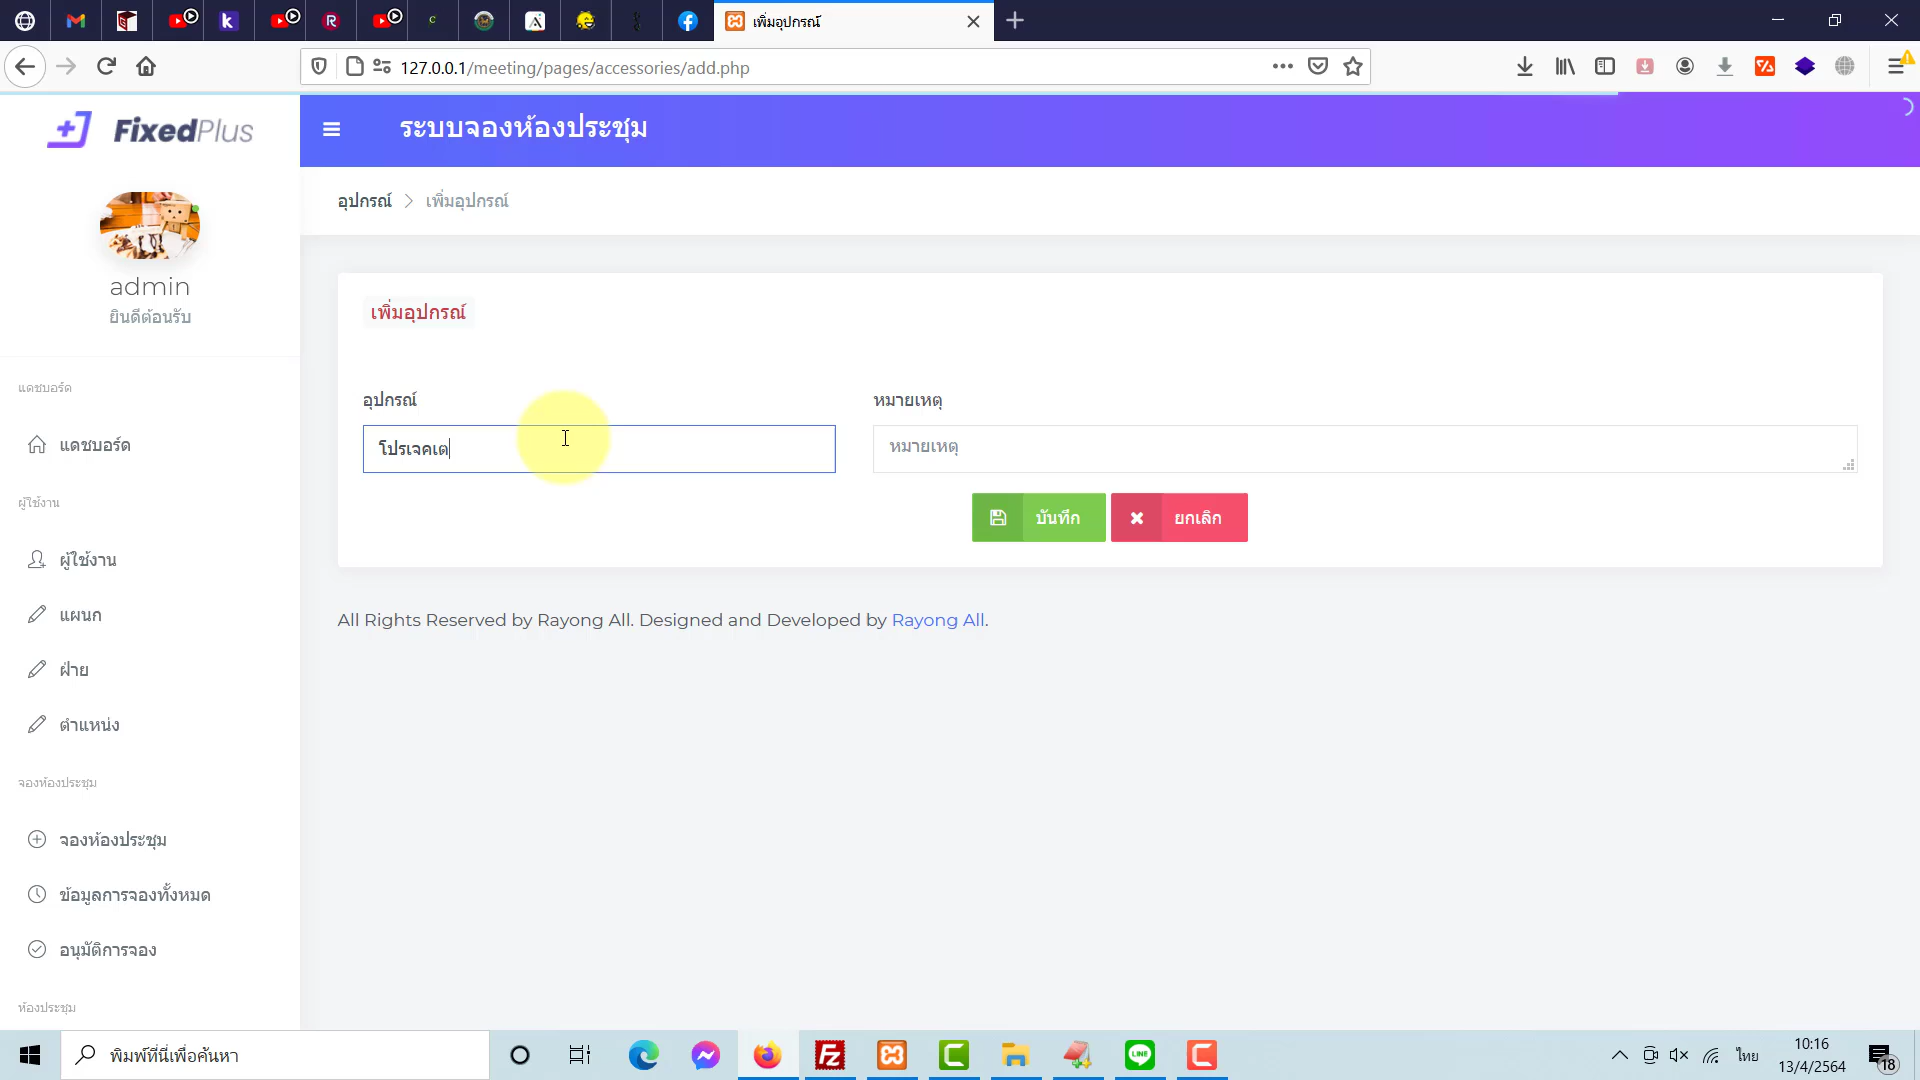 เพิ่มอุปกรณ์
127.0.0.1/meeting/pages/accessories/add.php
FixedPlus
ระบบจองห้องประชุม
อุปกรณ์
เพิ่มอุปกรณ์
admin
ยินดีต้อนรับ
เพิ่มอุปกรณ์
อุปกรณ์
หมายเหตุ
โปรเจคเต
หมายเหตุ
บันทึก
ยกเลิก
All Rights Reserved by Rayong All. Designed and Developed by Rayong All.
แดชบอร์ด
แดชบอร์ด
ผู้ใช้งาน
ผู้ใช้งาน
แผนก
ฝ่าย
ตำแหน่ง
จองห้องประชุม
จองห้องประชุม
ข้อมูลการจองทั้งหมด
อนุมัติการจอง
ห้องประชุม
พิมพ์ที่นี่เพื่อค้นหา
ไทย
10:16
13/4/2564
18